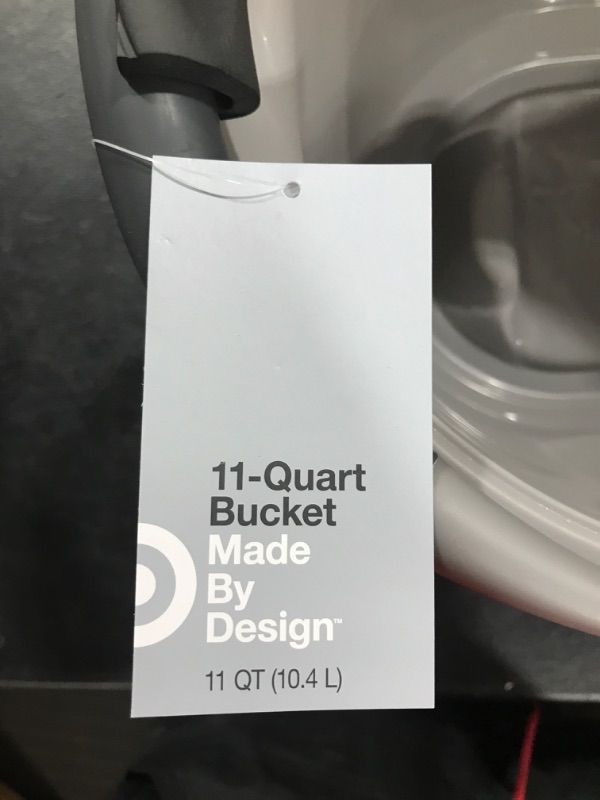 11-Quart
Bucket
Made
By
Design™
11 QT (10.4 L)